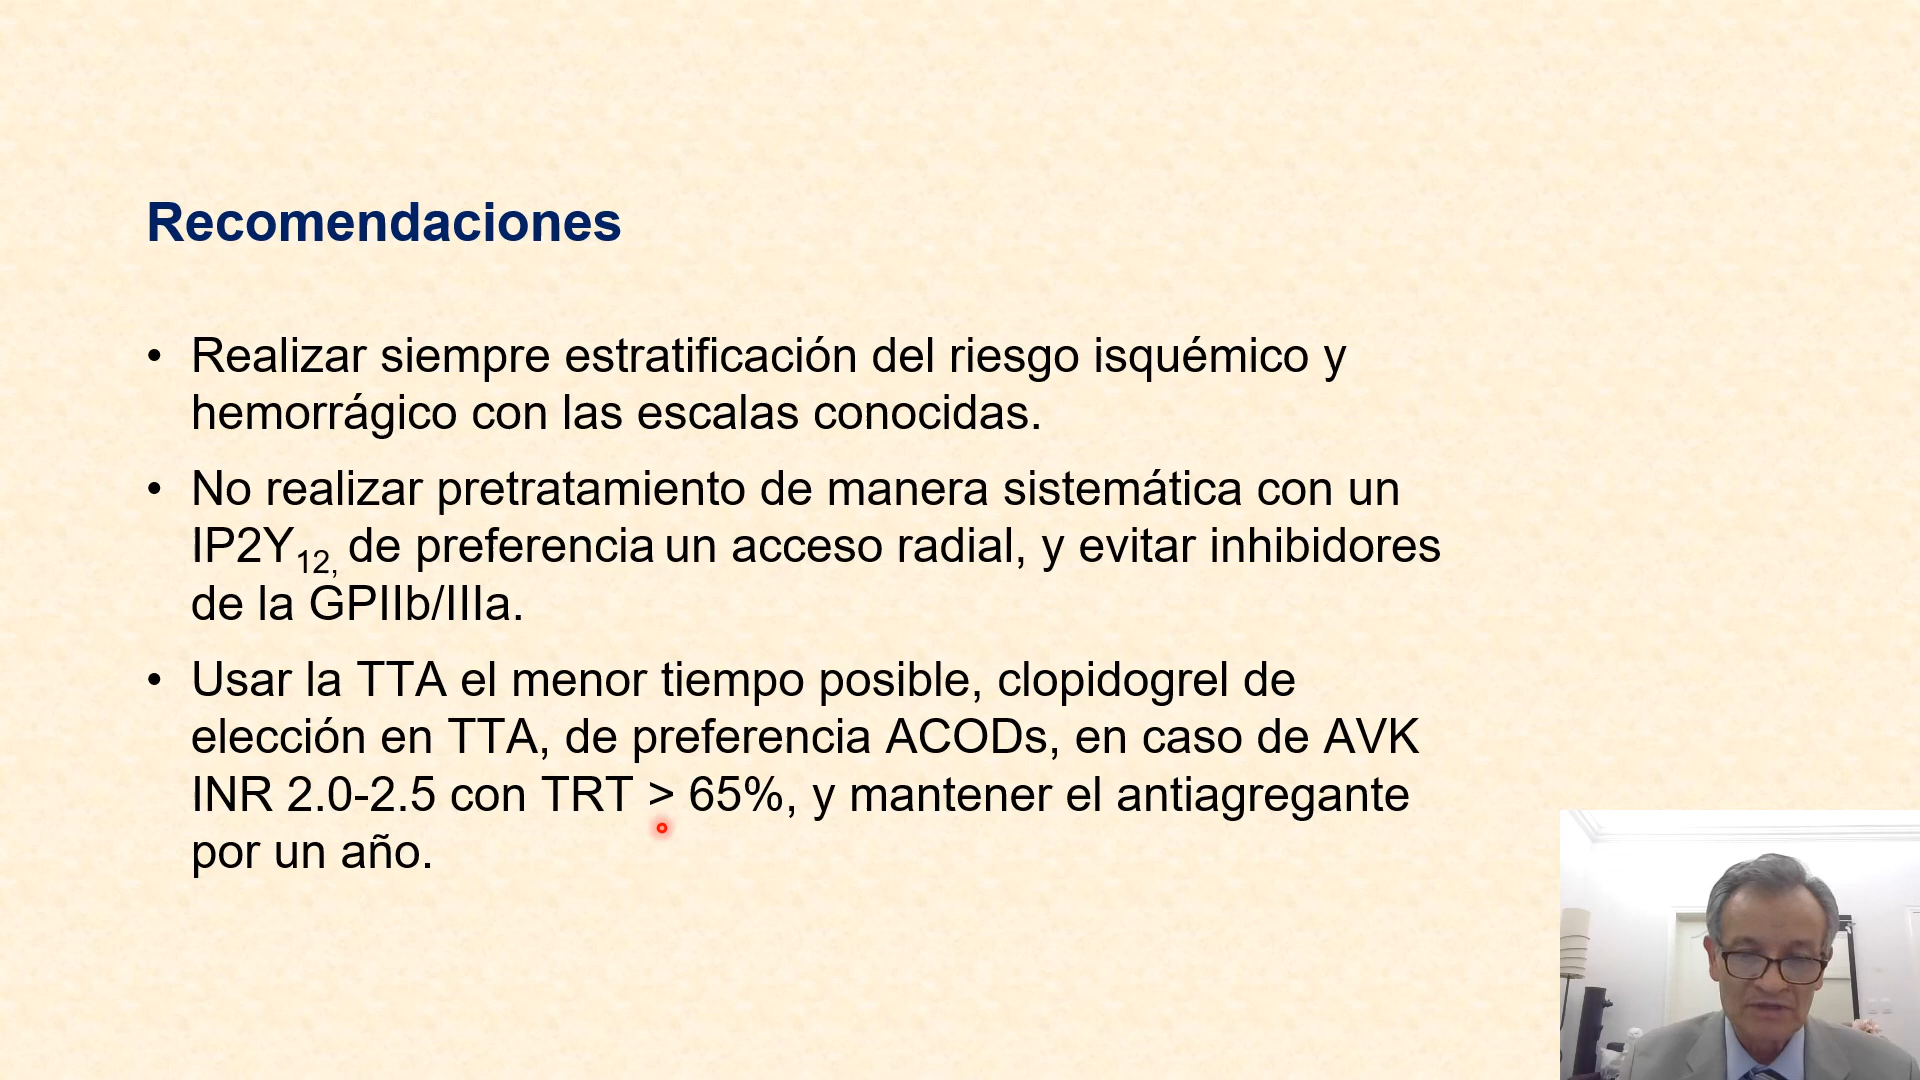 Recomendaciones
• Realizar siempre estratificación del riesgo isquémico y
hemorrágico con las escalas conocidas.
• No realizar pretratamiento de manera sistemática con un
IP2Y12, de preferencia un acceso radial, y evitar inhibidores
de la GPIIb/IIIa.
• Usar la TTA el menor tiempo posible, clopidogrel de
elección en TTA, de preferencia ACODs, en caso de AVK
INR 2.0-2.5 con TRT > 65%, y mantener el antiagregante
por un año.